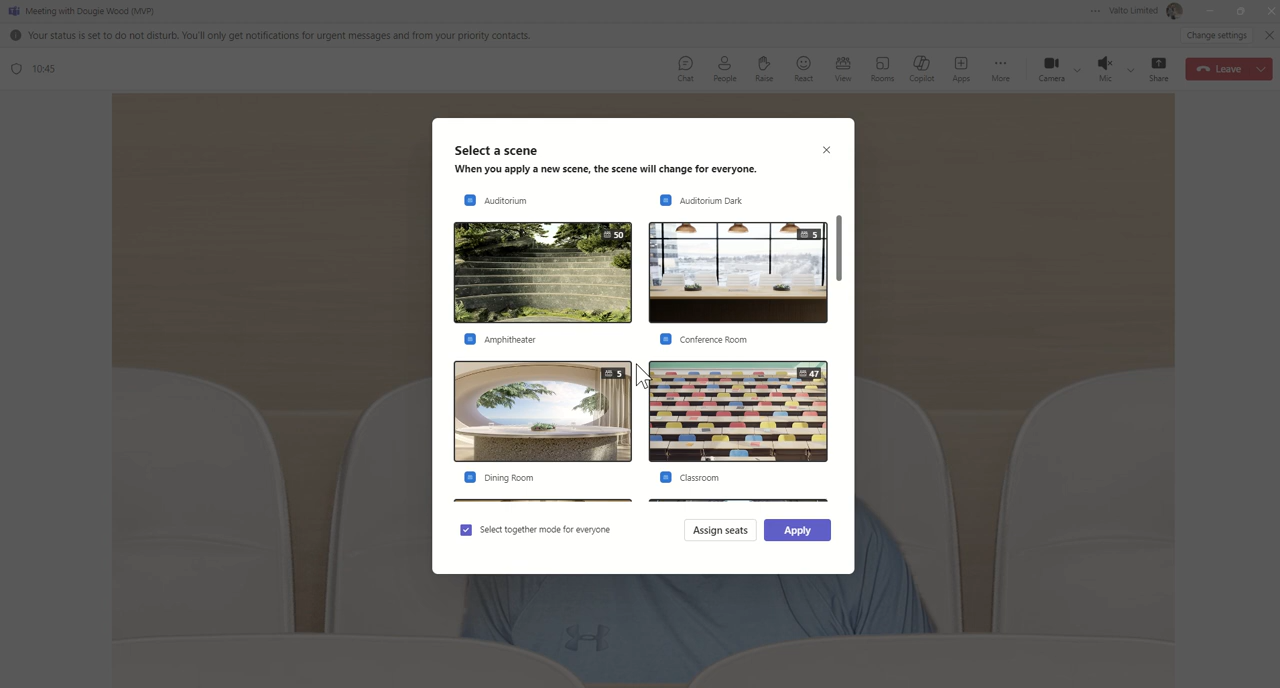 Meeting with Dougie Wood (MVP)
Valto Limited
Your status is set to do not disturb. You'll only get notifications for urgent messages and from your priority contacts.
Change settings
10:45
Chat
People
Raise
React
View
Rooms
Copilot
Apps
More
Camera
Mic
Share
Leave
Select a scene
When you apply a new scene, the scene will change for everyone.
Auditorium
Auditorium Dark
50
5
Amphitheater
Conference Room
5
47
Dining Room
Classroom
Select together mode for everyone
Assign seats
Apply